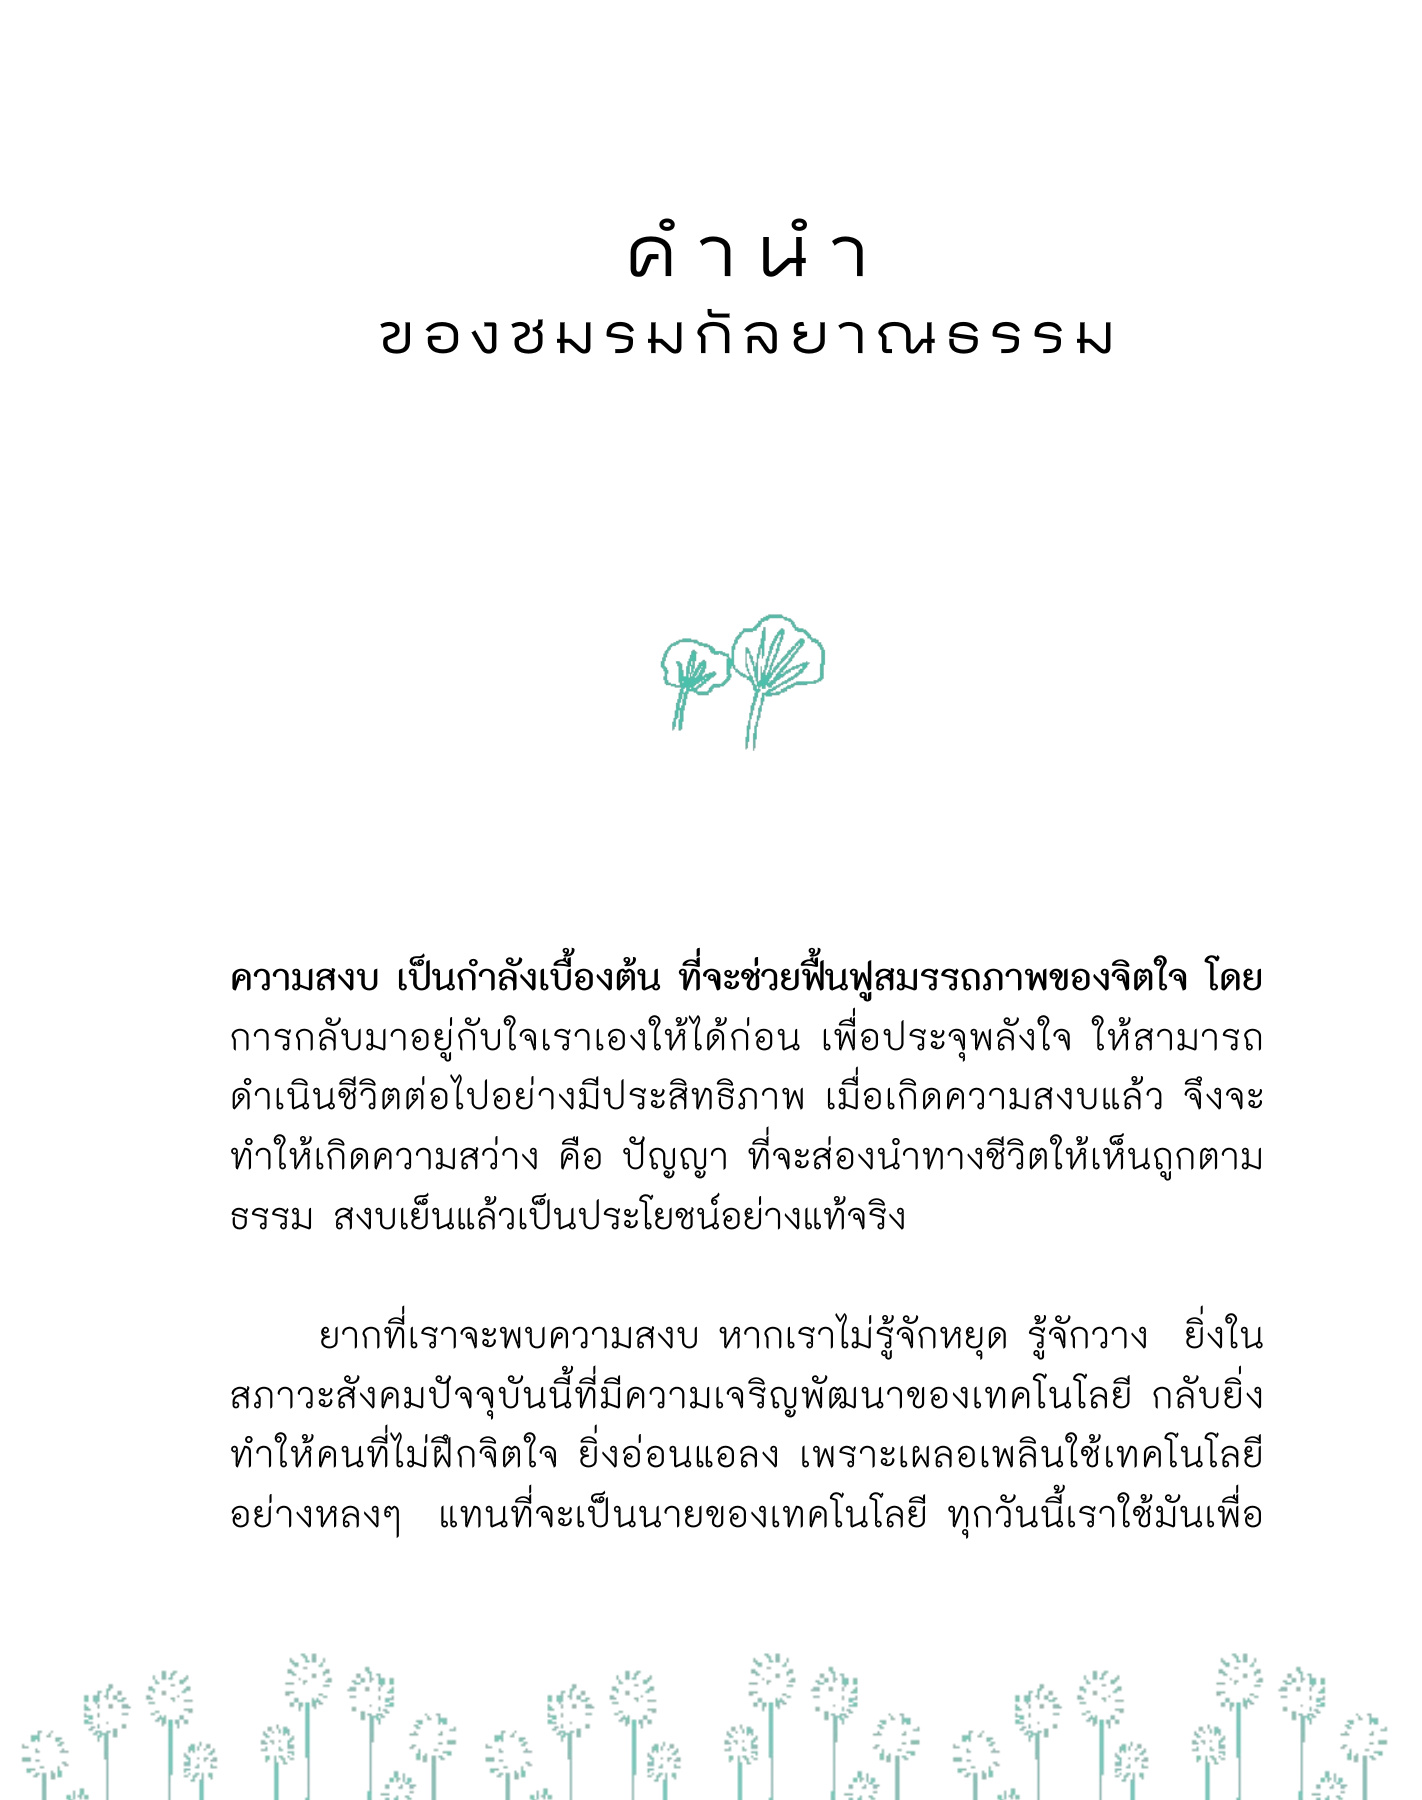 คำนำ
ของชมรมกัลยาณธรรม
ความสงบ เป็นกำลังเบื้องต้น ที่จะช่วยฟื้นฟูสมรรถภาพของจิตใจ โดย
การกลับมาอยู่กับใจเราเองให้ได้ก่อน เพื่อประจุพลังใจ ให้สามารถ
ดำเนินชีวิตต่อไปอย่างมีประสิทธิภาพ เมื่อเกิดความสงบแล้ว จึงจะ
ทำให้เกิดความสว่าง คือ ปัญญา ที่จะส่องนำทางชีวิตให้เห็นถูกตาม
ธรรม สงบเย็นแล้วเป็นประโยชน์อย่างแท้จริง
ยากที่เราจะพบความสงบ หากเราไม่รู้จักหยุด รู้จักวาง ยิ่งใน
สภาวะสังคมปัจจุบันนี้ที่มีความเจริญพัฒนาของเทคโนโลยี กลับยิ่ง
ทำให้คนที่ไม่ฝึกจิตใจ ยิ่งอ่อนแอลง เพราะเผลอเพลินใช้เทคโนโลยี
อย่างหลงๆ แทนที่จะเป็นนายของเทคโนโลยี ทุกวันนี้เราใช้มันเพื่อ